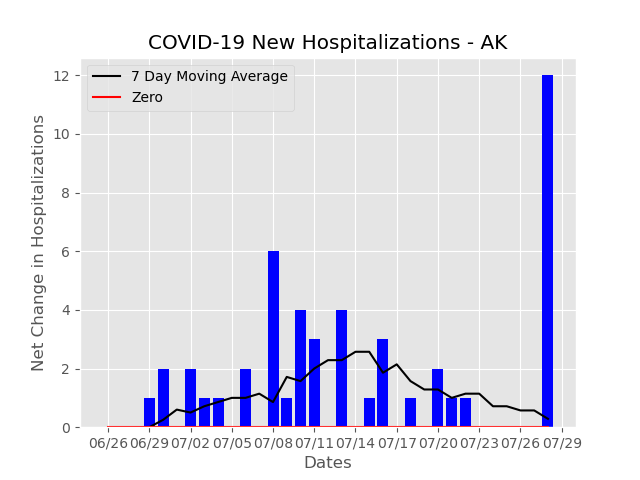 COVID-19 New Hospitalizations - AK
7 Day Moving Average
Zero
Net Change in Hospitalizations
12
10
8
6
4
2
0
06/26 06/29 07/02 07/05 07/08 07/11 07/14 07/17 07/20 07/23 07/26 07/29
Dates